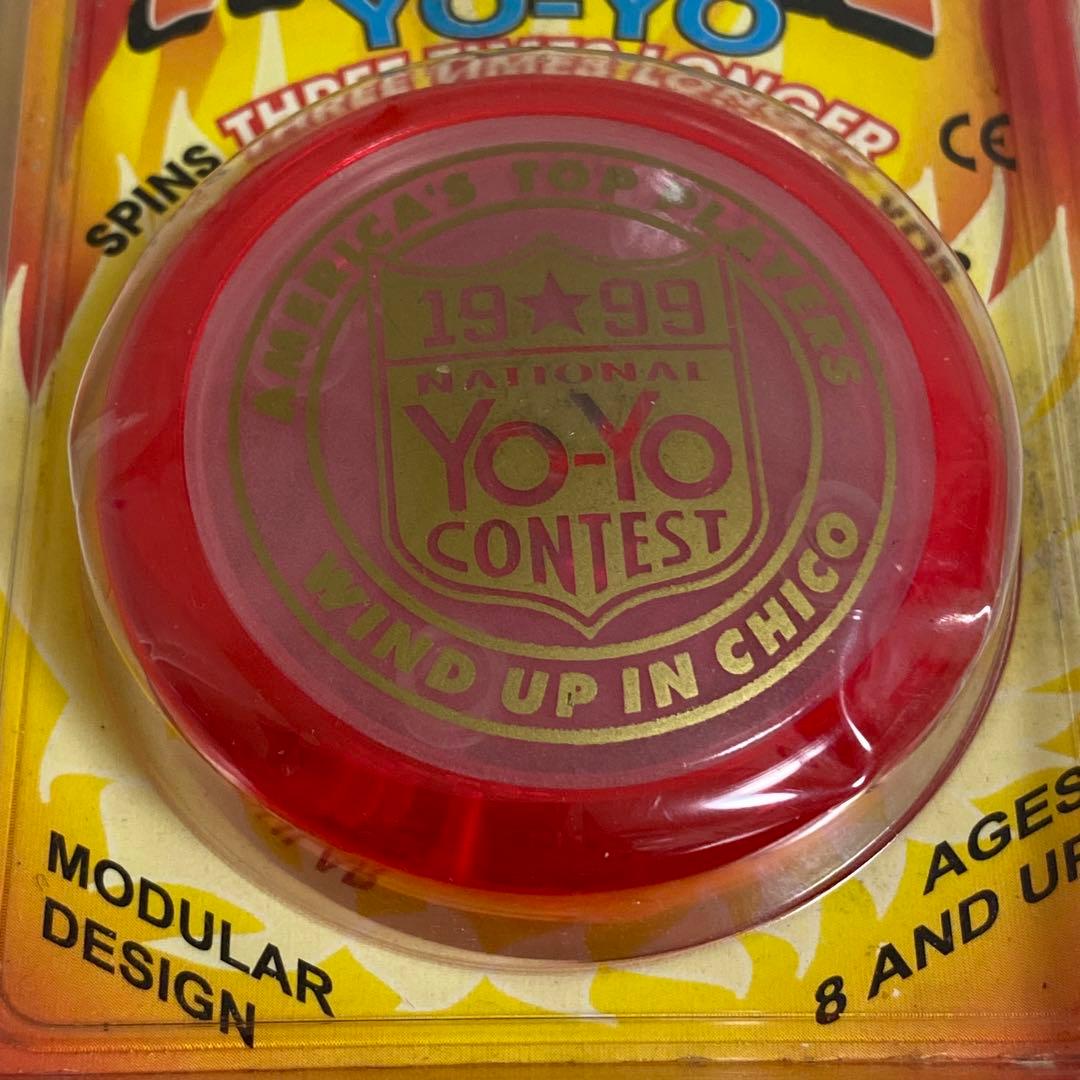 YO-YO
THREE TIMES LONGER
SPINS
CE
AMERICA'S TOP PLAYERS
19★99
NATIONAL
YO-YO
CONTEST
WIND UP IN CHICO
MODULAR
DESIGN
AGES
8 AND UP